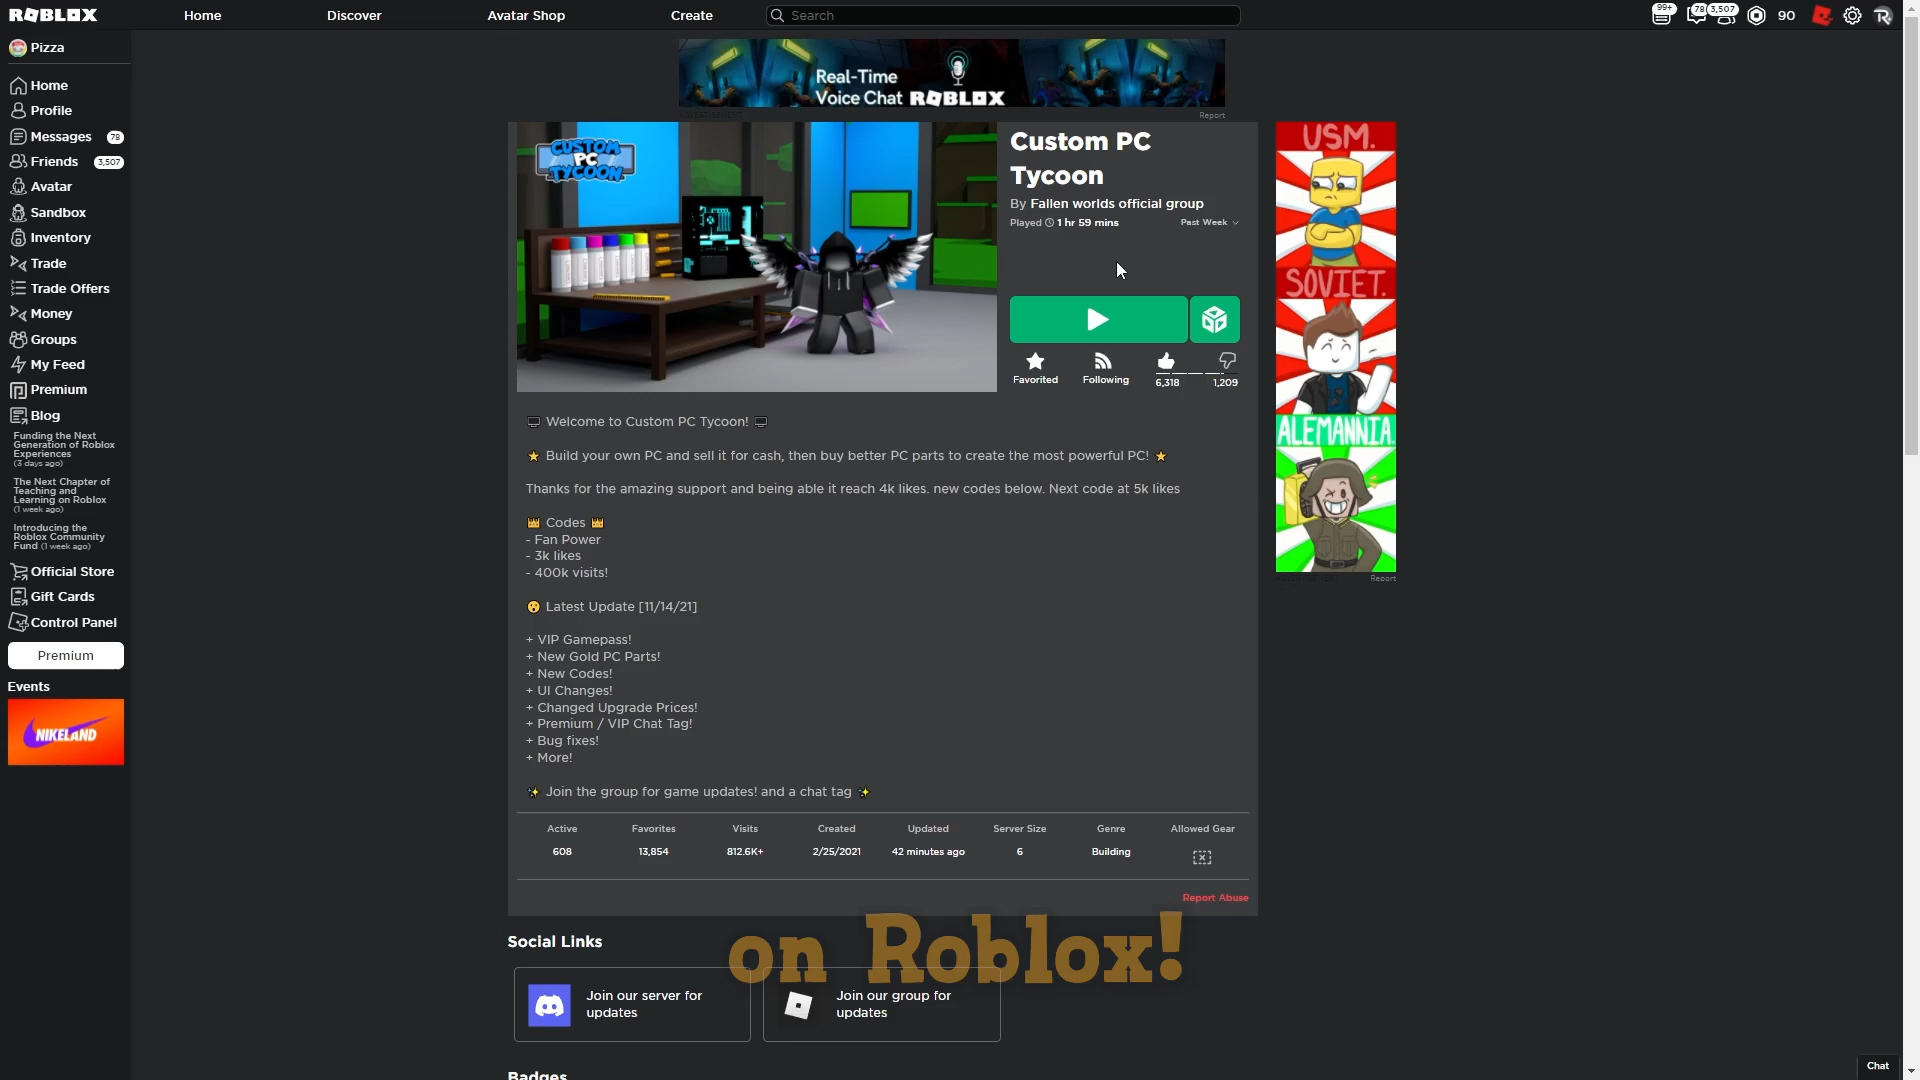 ROBLOX
Home
Discover
Avatar Shop
Create
Search
99+
78
3,507
90
Pizza
Home
Profile
Messages 78
Friends 3,507
Avatar
Sandbox
Inventory
Trade
Trade Offers
Money
Groups
My Feed
Premium
Blog
Funding the Next
Generation of Roblox
Experiences
(3 days ago)
The Next Chapter of
Teaching and
Learning on Roblox
(1 week ago)
Introducing the
Roblox Community
Fund (1 week ago)
Official Store
Gift Cards
Control Panel
Premium
Events
NIKELAND
Real-Time
Voice Chat ROBLOX
ADVERTISEMENT
Report
CUSTOM
PC
TYCOON
Custom PC
Tycoon
By Fallen worlds official group
Played 1 hr 59 mins
Past Week
Favorited
Following
6,318
1,209
USM.
SOVIET.
ALEMANNIA.
ADVERTISEMENT
Report
Welcome to Custom PC Tycoon!
Build your own PC and sell it for cash, then buy better PC parts to create the most powerful PC!
Thanks for the amazing support and being able it reach 4k likes. new codes below. Next code at 5k likes
Codes
- Fan Power
- 3k likes
- 400k visits!
Latest Update [11/14/21]
+ VIP Gamepass!
+ New Gold PC Parts!
+ New Codes!
+ UI Changes!
+ Changed Upgrade Prices!
+ Premium / VIP Chat Tag!
+ Bug fixes!
+ More!
Join the group for game updates! and a chat tag
Active Favorites Visits Created Updated Server Size Genre Allowed Gear
608 13,854 812.6K+ 2/25/2021 42 minutes ago 6 Building
Report Abuse
on Roblox!
Social Links
Join our server for
updates
Join our group for
updates
Badges
Chat